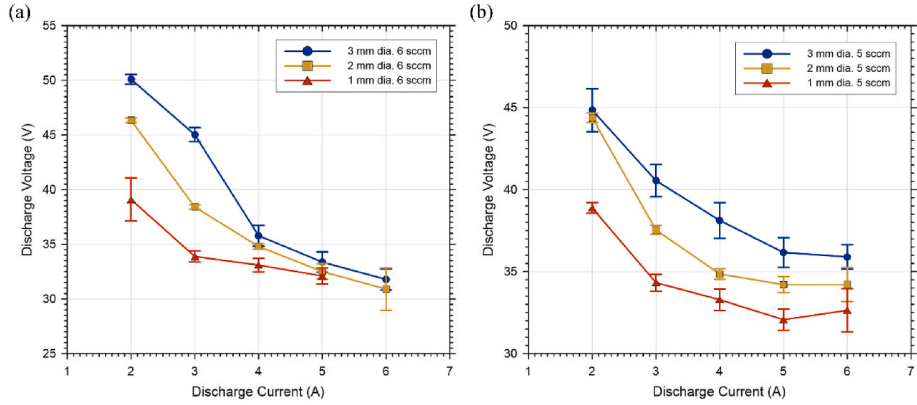 (a)
55
50
45
40
35
30
25
Discharge Voltage (V)
3 mm dia. 6 sccm
2 mm dia. 6 sccm
1 mm dia. 6 sccm
1 2 3 4 5 6 7
Discharge Current (A)
(b)
50
45
40
35
30
Discharge Voltage (V)
3 mm dia. 5 sccm
2 mm dia. 5 sccm
1 mm dia. 5 sccm
1 2 3 4 5 6 7
Discharge Current (A)